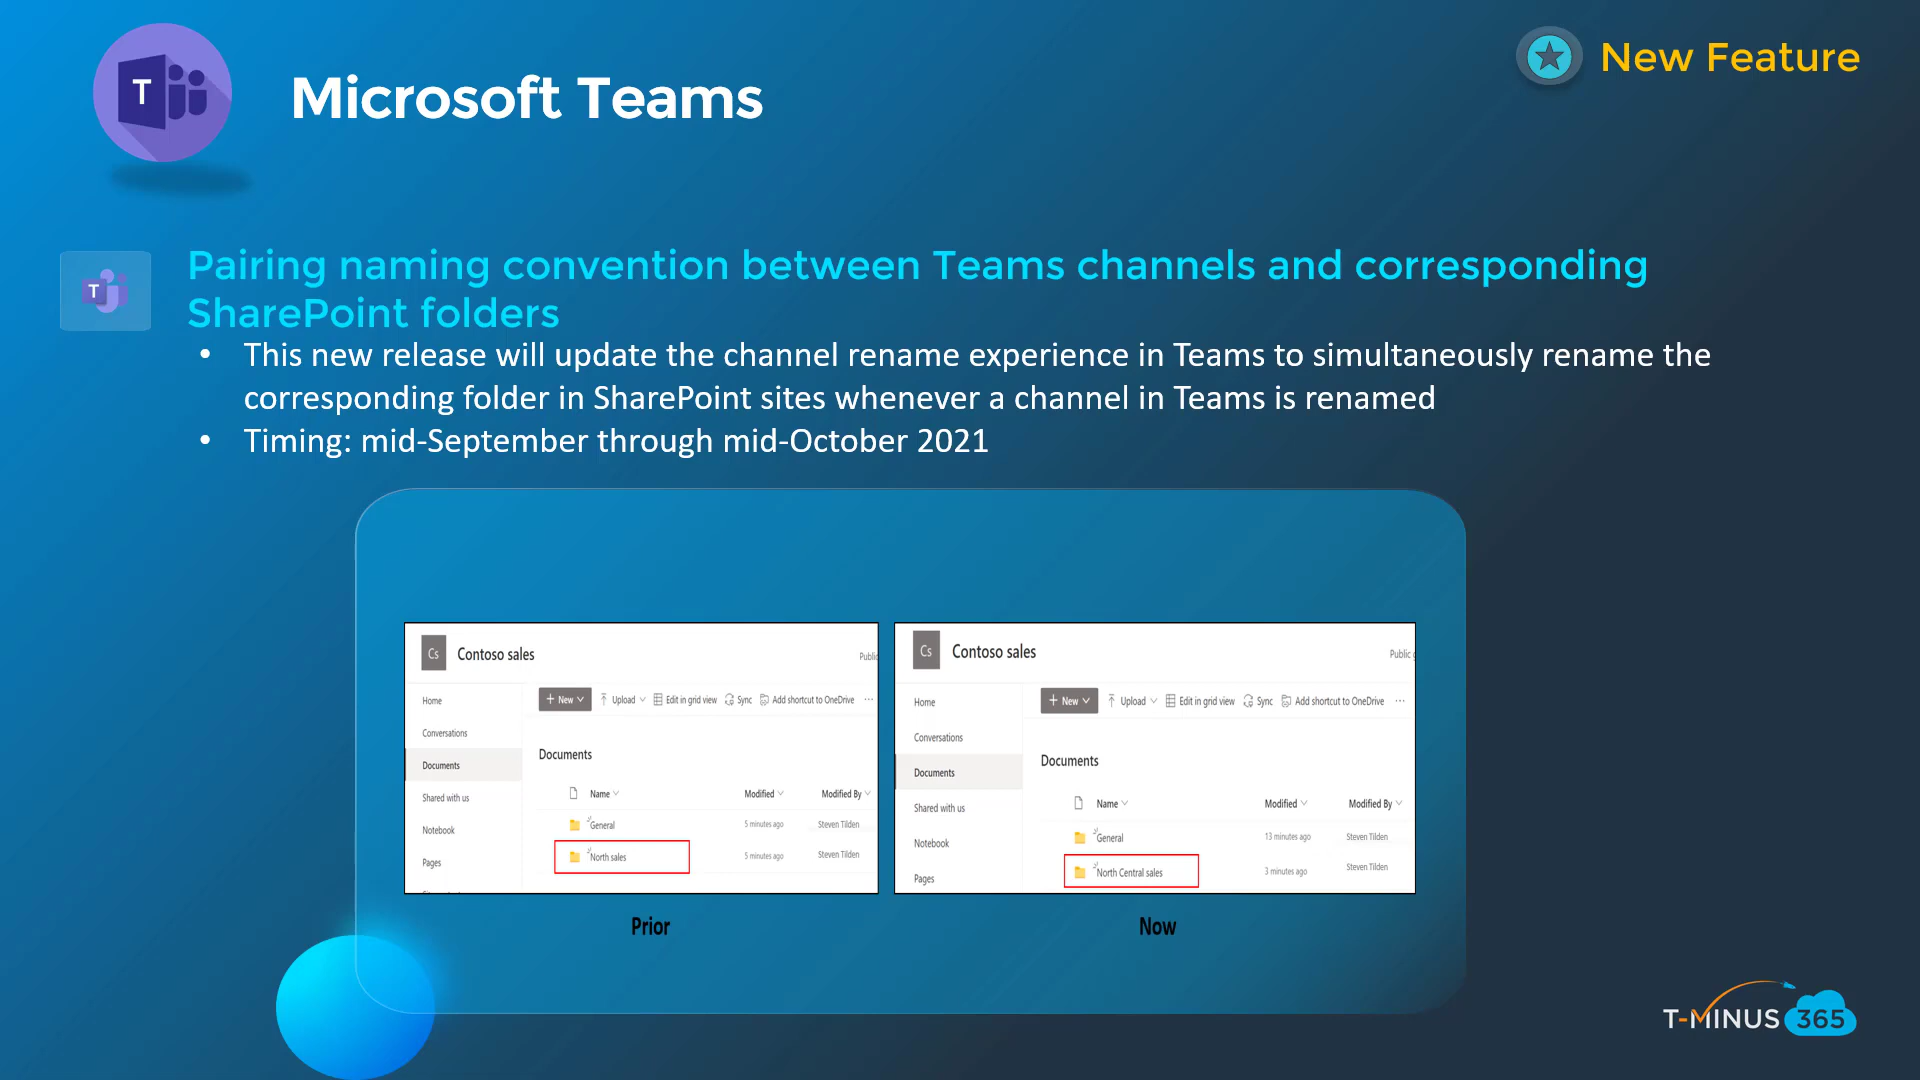 T
Microsoft Teams
New Feature
T
Pairing naming convention between Teams channels and corresponding
SharePoint folders
• This new release will update the channel rename experience in Teams to simultaneously rename the
corresponding folder in SharePoint sites whenever a channel in Teams is renamed
• Timing: mid-September through mid-October 2021
Cs Contoso sales
Public
Home
+ New Upload Edit in grid view Sync Add shortcut to OneDrive ...
Conversations
Documents
Documents
Shared with us
Name Modified Modified By
Notebook
General 5 minutes ago Steven Tilden
North sales 5 minutes ago Steven Tilden
Pages
Prior
Cs Contoso sales
Public g
Home
+ New Upload Edit in grid view Sync Add shortcut to OneDrive ...
Conversations
Documents
Documents
Shared with us
Name Modified Modified By
Notebook
General 13 minutes ago Steven Tilden
North Central sales 3 minutes ago Steven Tilden
Pages
Now
T-MINUS 365